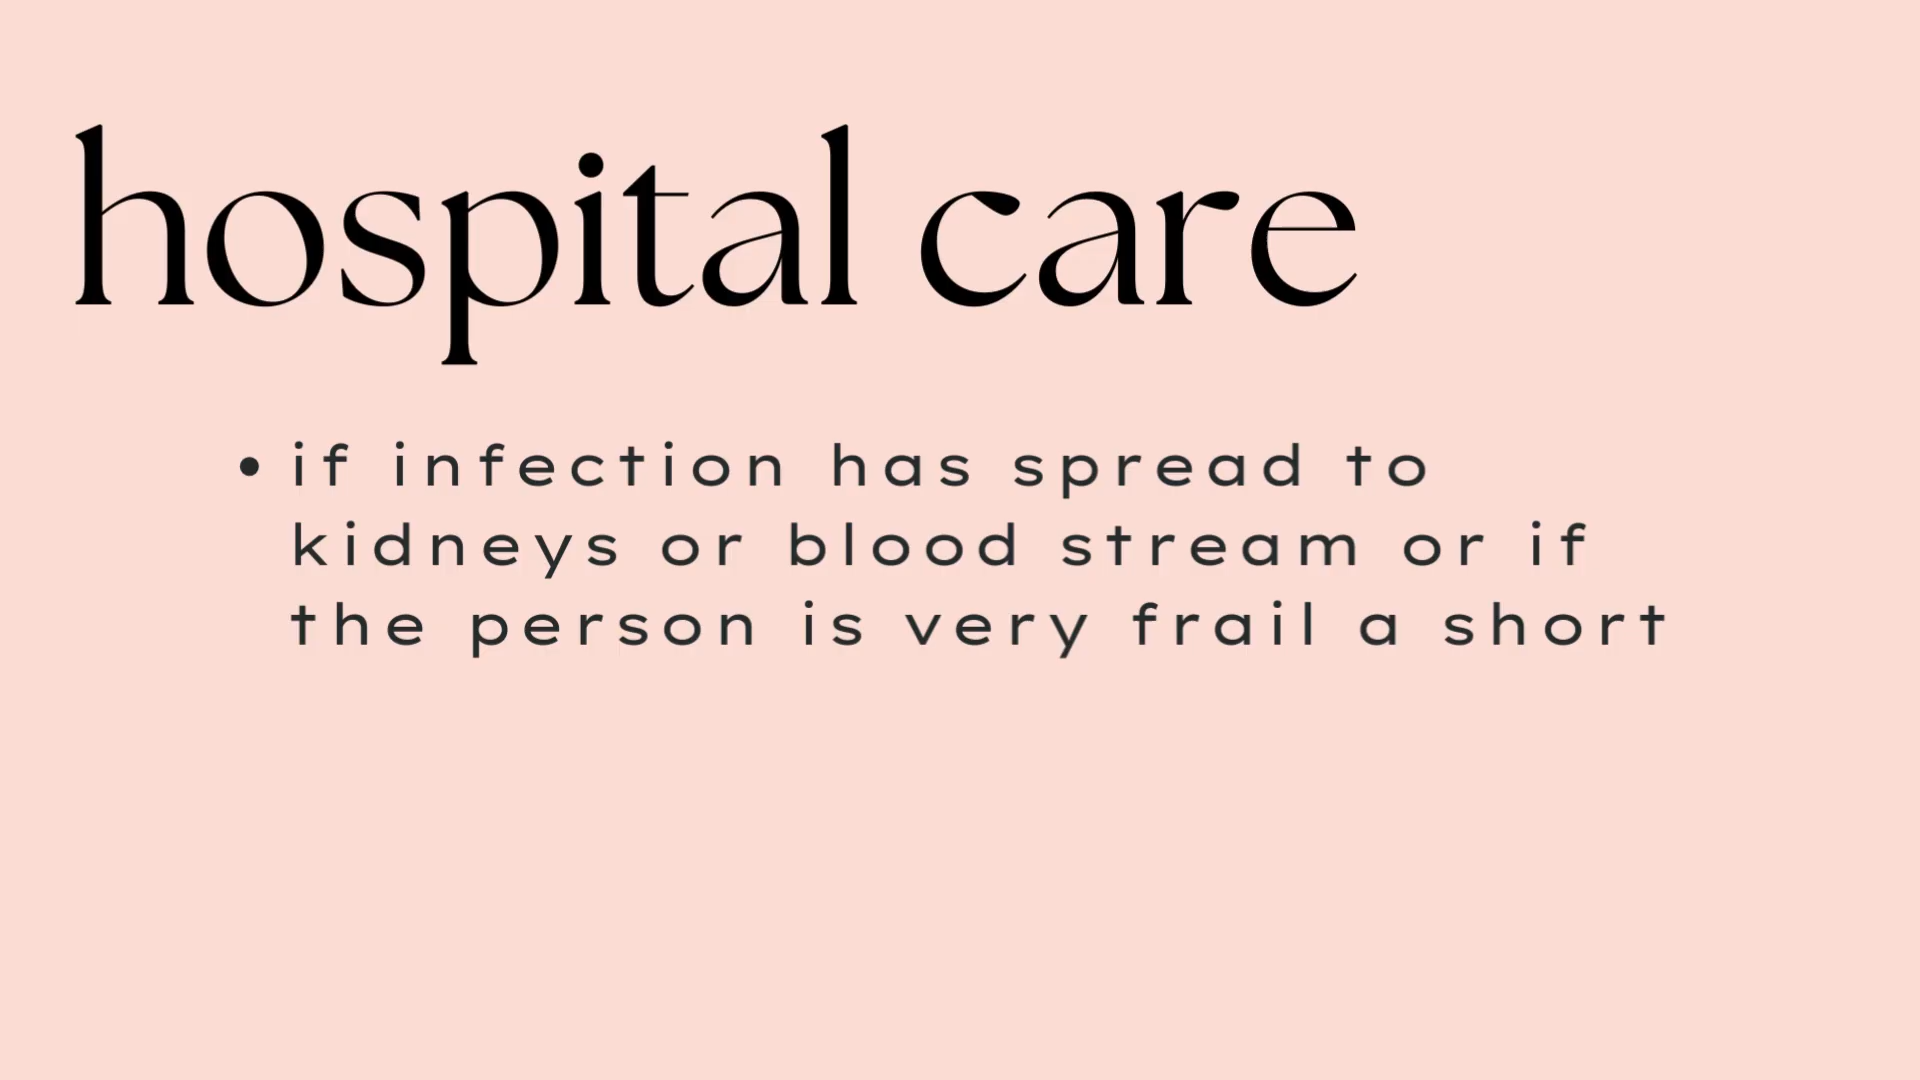 hospital care
• if infection has spread to
kidneys or blood stream or if
the person is very frail a short